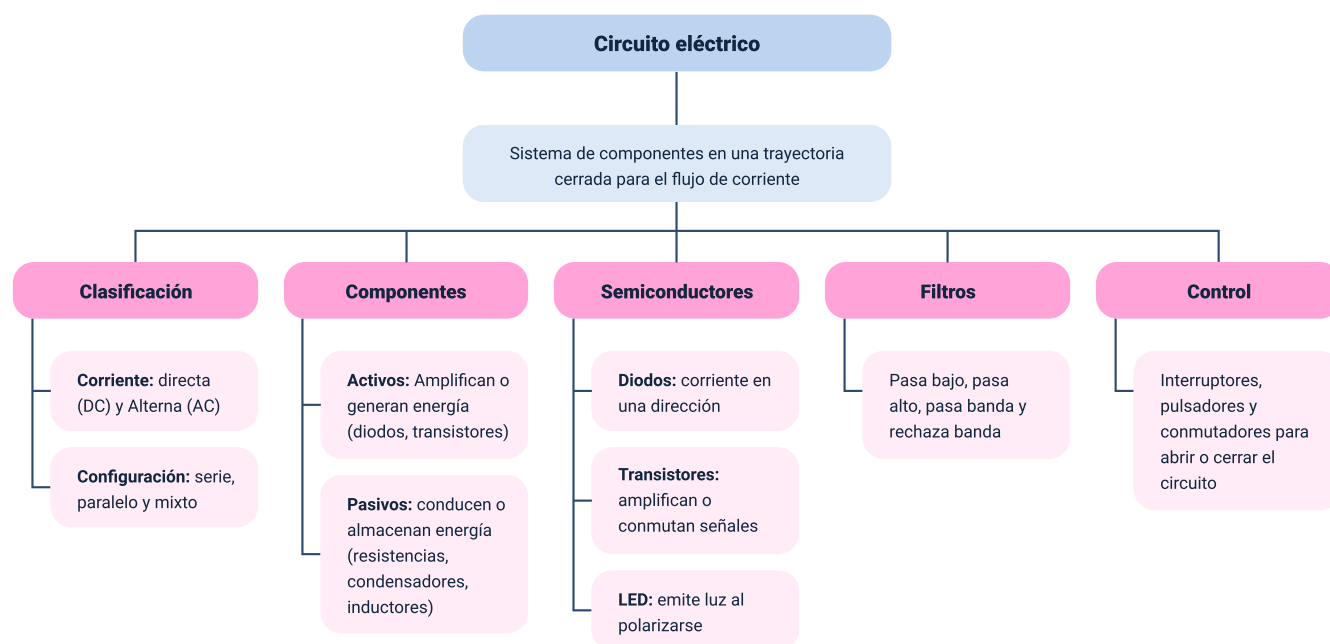 Circuito eléctrico
Sistema de componentes en una trayectoria
cerrada para el flujo de corriente
Clasificación
Corriente: directa
(DC) y Alterna (AC)
Configuración: serie,
paralelo y mixto
Componentes
Activos: Amplifican o
generan energía
(diodos, transistores)
Pasivos: conducen o
almacenan energía
(resistencias,
condensadores,
inductores)
Semiconductores
Diodos: corriente en
una dirección
Transistores:
amplifican o
conmutan señales
LED: emite luz al
polarizarse
Filtros
Pasa bajo, pasa
alto, pasa banda y
rechaza banda
Control
Interruptores,
pulsadores y
conmutadores para
abrir o cerrar el
circuito